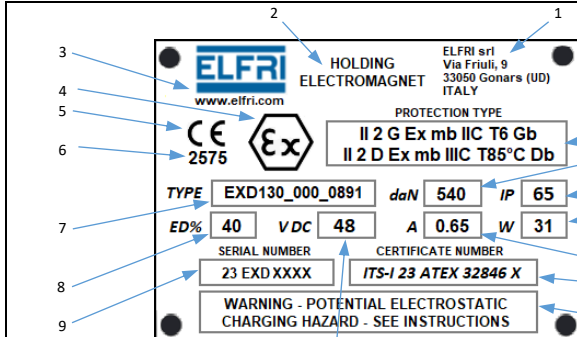 2
1
3
ELFRI
HOLDING
ELECTROMAGNET
ELFRI srl
Via Friuli, 9
33050 Gonars (UD)
ITALY
www.elfri.com
4
PROTECTION TYPE
5
CE
Ex
II 2 G Ex mb IIC T6 Gb
6
2575
II 2 D Ex mb IIIC T85°C Db
TYPE EXD130_000_0891 daN 540 IP 65
7
ED% 40 V DC 48 A 0.65 W 31
SERIAL NUMBER CERTIFICATE NUMBER
8
23 EXD XXXX ITS-I 23 ATEX 32846 X
9
WARNING - POTENTIAL ELECTROSTATIC
CHARGING HAZARD - SEE INSTRUCTIONS